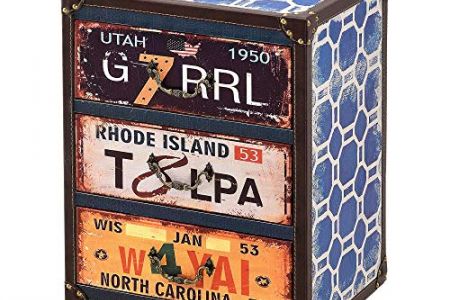 UTAH 1950
G7RRL
RHODE ISLAND 53
T8LPA
WIS JAN 53
W4YAI
NORTH CAROLINA